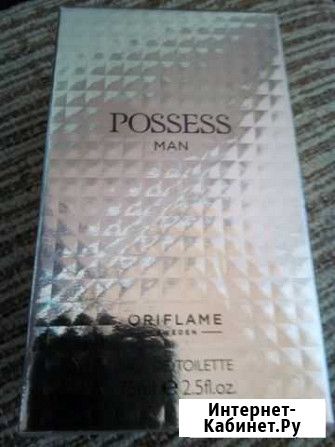 POSSESS
MAN
ORIFLAME
SWEDEN
TOILETTE
2.5fl.oz.
Интернет-
Кабинет.Ру